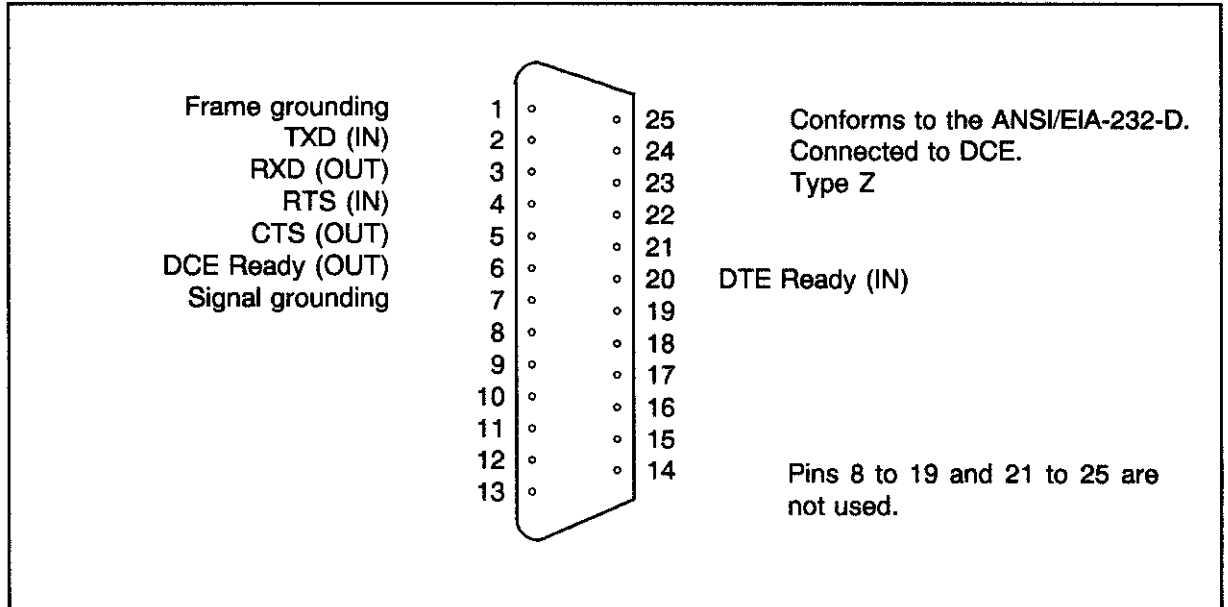 Frame grounding 1
TXD (IN) 2
RXD (OUT) 3
RTS (IN) 4
CTS (OUT) 5
DCE Ready (OUT) 6
Signal grounding 7
8
9
10
11
12
13
25 Conforms to the ANSI/EIA-232-D.
24 Connected to DCE.
23 Type Z
22
21
20 DTE Ready (IN)
19
18
17
16
15
14
Pins 8 to 19 and 21 to 25 are
not used.